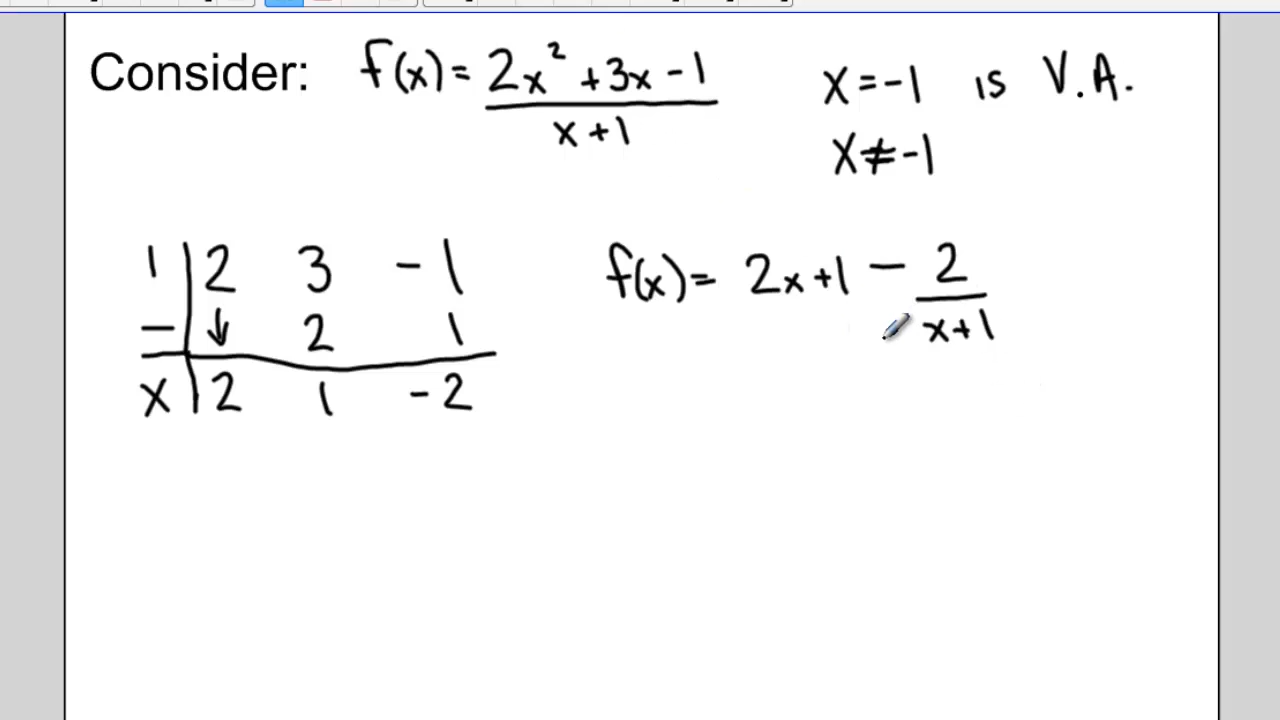 Consider: f(x) = 2x² + 3x - 1 / x + 1
x = -1 is V.A.
x ≠ -1
1 | 2 3 -1
- | ↓ 2 1
x | 2 1 -2
f(x) = 2x + 1 - 2 / x + 1